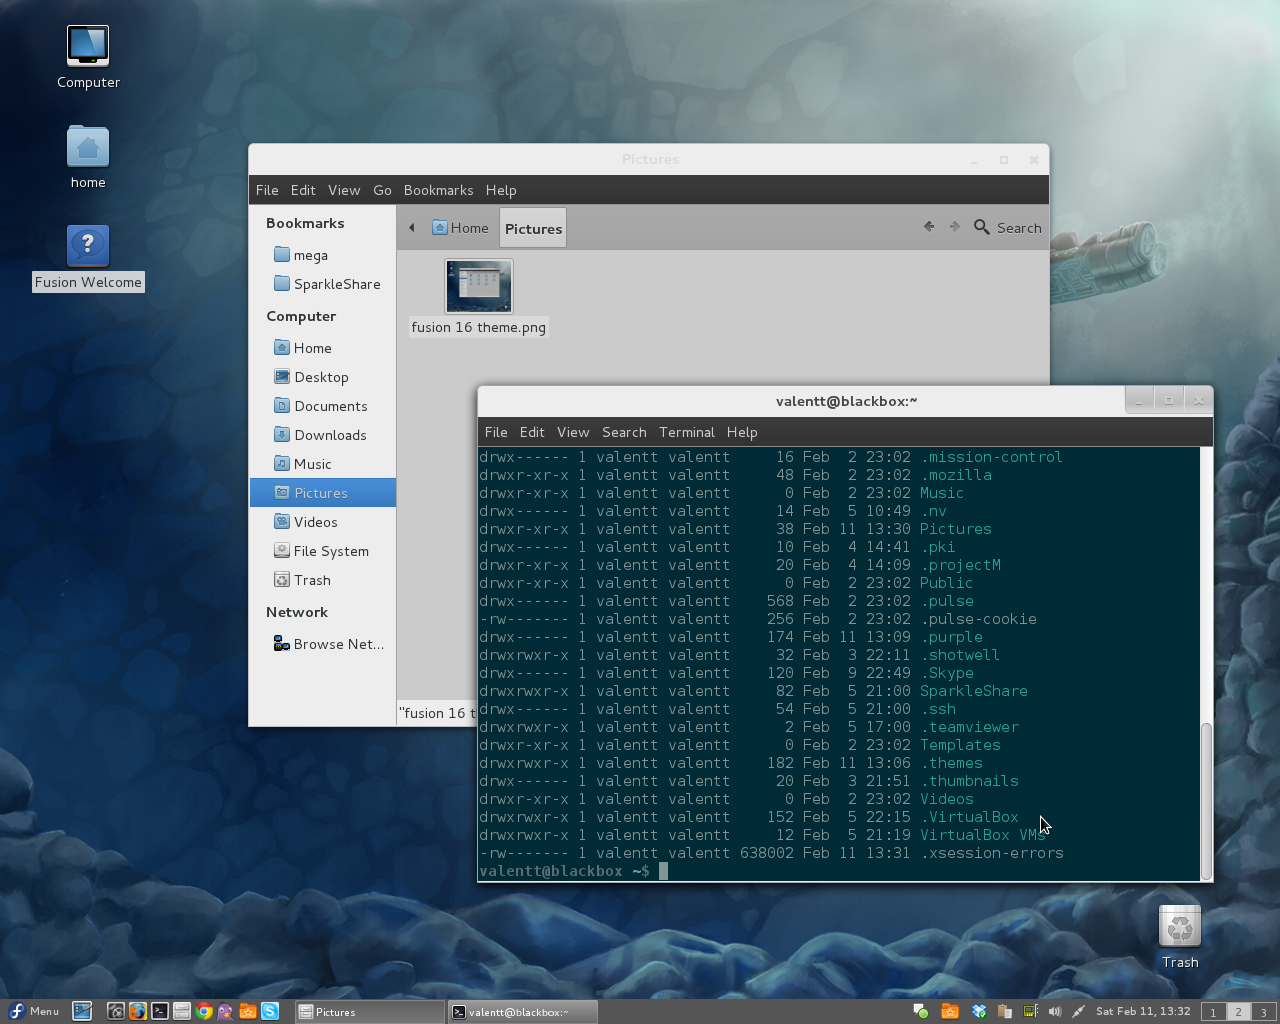 Computer
home
Fusion Welcome
Pictures
File Edit View Go Bookmarks Help
Bookmarks
mega
SparkleShare
Computer
Home
Desktop
Documents
Downloads
Music
Pictures
Videos
File System
Trash
Network
Browse Net...
Home Pictures Search
fusion 16 theme.png
"fusion 16 t
valentt@blackbox:~
File Edit View Search Terminal Help
drwx------ 1 valentt valentt     16 Feb  2 23:02 .mission-control
drwxr-xr-x 1 valentt valentt     48 Feb  2 23:02 .mozilla
drwxr-xr-x 1 valentt valentt      0 Feb  2 23:02 Music
drwx------ 1 valentt valentt     14 Feb  5 10:49 .nv
drwxr-xr-x 1 valentt valentt     38 Feb 11 13:30 Pictures
drwx------ 1 valentt valentt     10 Feb  4 14:41 .pki
drwxr-xr-x 1 valentt valentt     20 Feb  4 14:09 .projectM
drwxr-xr-x 1 valentt valentt      0 Feb  2 23:02 Public
drwx------ 1 valentt valentt    568 Feb  2 23:02 .pulse
-rw------- 1 valentt valentt    256 Feb  2 23:02 .pulse-cookie
drwx------ 1 valentt valentt    174 Feb 11 13:09 .purple
drwxrwxr-x 1 valentt valentt     32 Feb  3 22:11 .shotwell
drwx------ 1 valentt valentt    120 Feb  9 22:49 .Skype
drwxrwxr-x 1 valentt valentt     82 Feb  5 21:00 SparkleShare
drwx------ 1 valentt valentt     54 Feb  5 21:00 .ssh
drwxrwxr-x 1 valentt valentt      2 Feb  5 17:00 .teamviewer
drwxr-xr-x 1 valentt valentt      0 Feb  2 23:02 Templates
drwxrwxr-x 1 valentt valentt    182 Feb 11 13:06 .themes
drwx------ 1 valentt valentt     20 Feb  3 21:51 .thumbnails
drwxr-xr-x 1 valentt valentt      0 Feb  2 23:02 Videos
drwxrwxr-x 1 valentt valentt    152 Feb  5 22:15 .VirtualBox
drwxrwxr-x 1 valentt valentt     12 Feb  5 21:19 VirtualBox VMs
-rw------- 1 valentt valentt 638002 Feb 11 13:31 .xsession-errors
valentt@blackbox ~$
Trash
Menu Pictures valentt@blackbox:~ Sat Feb 11, 13:32 1 2 3